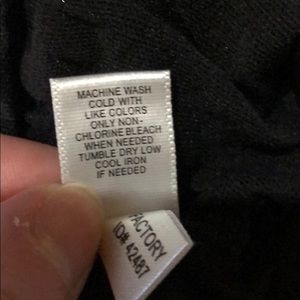 MACHINE WASH
COLD WITH
LIKE COLORS
ONLY NON-
CHLORINE BLEACH
WHEN NEEDED
TUMBLE DRY LOW
COOL IRON
IF NEEDED
FACTORY
ID# 42487